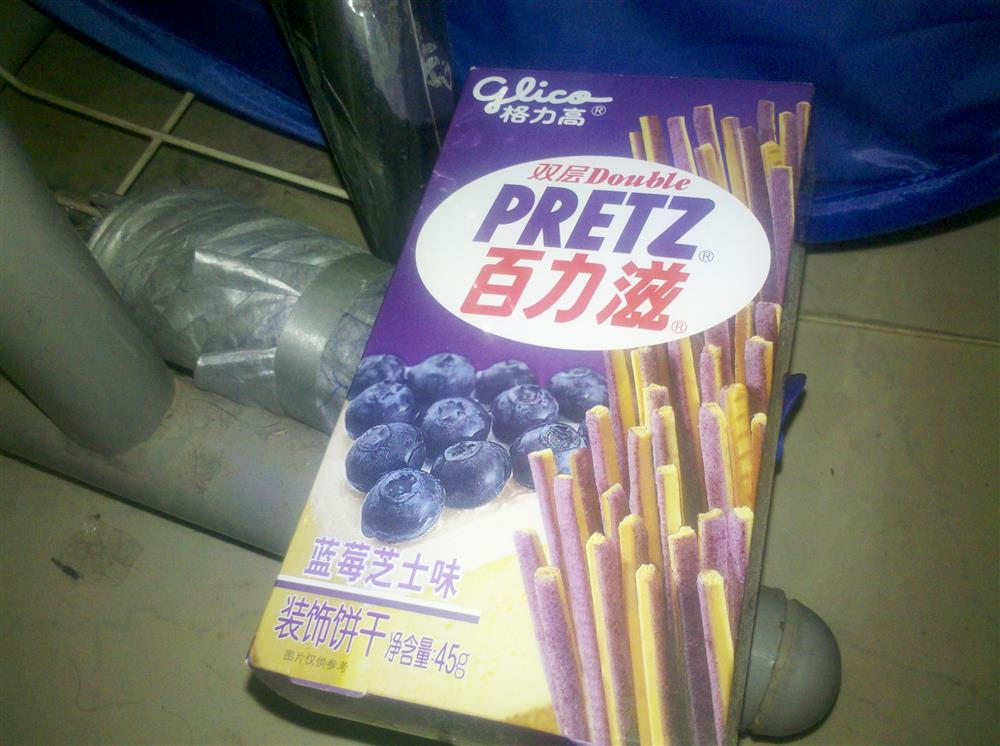 Glico
格力高®
双层Double
PRETZ®
百力滋®
蓝莓芝士味
装饰饼干 净含量:45g
图片仅供参考